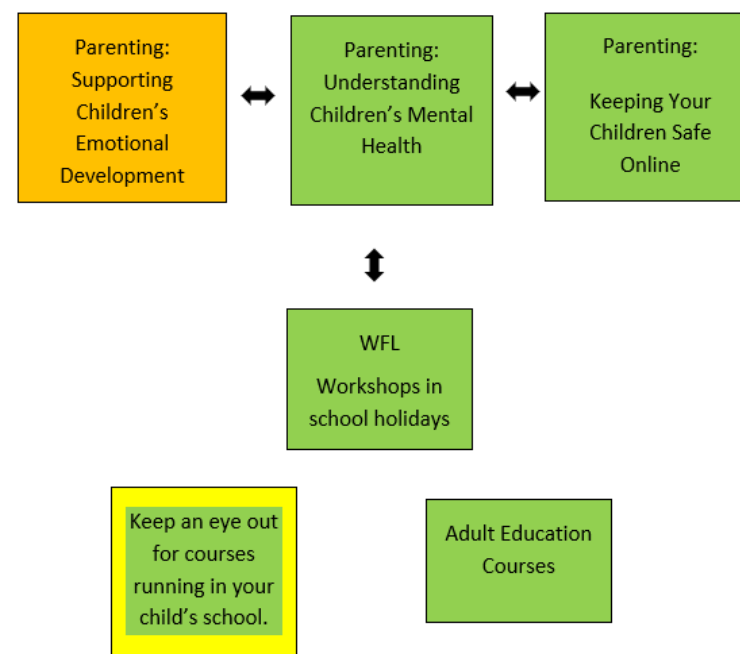 Parenting:
Supporting
Children’s
Emotional
Development
Parenting:
Understanding
Children’s Mental
Health
Parenting:
Keeping Your
Children Safe
Online
WFL
Workshops in
school holidays
Keep an eye out
for courses
running in your
child’s school.
Adult Education
Courses